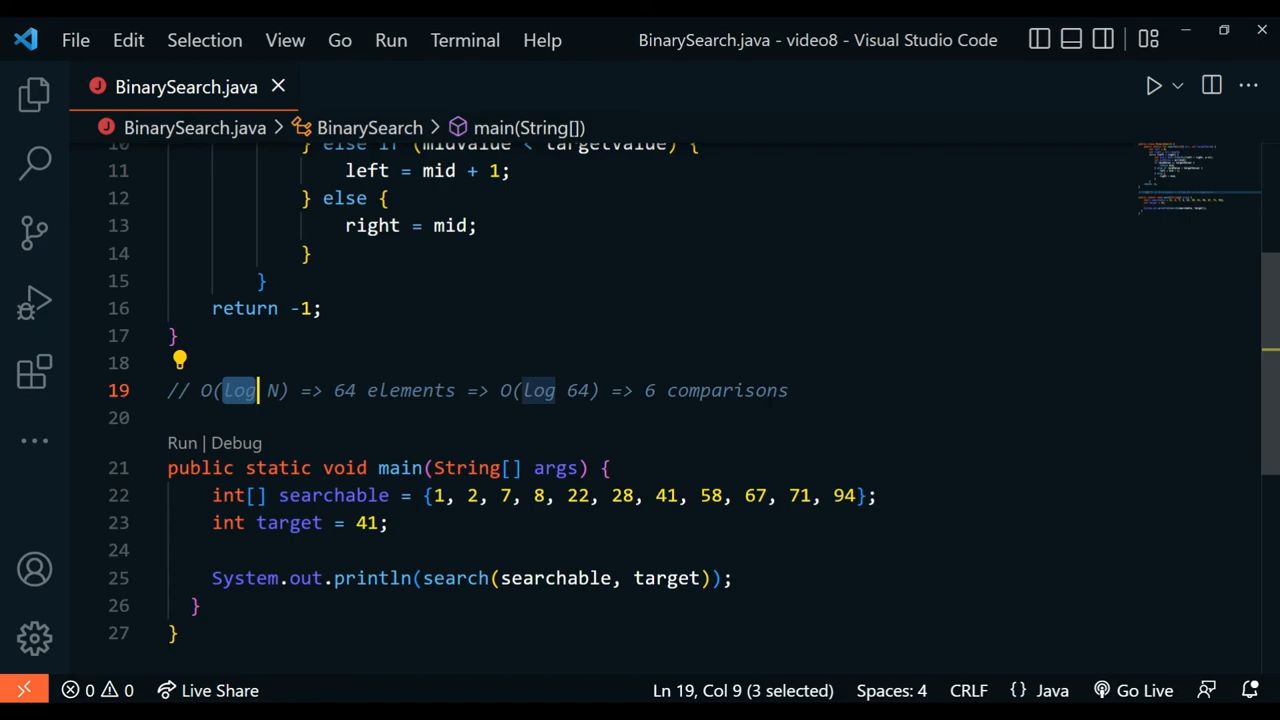 File Edit Selection View Go Run Terminal Help BinarySearch.java - video8 - Visual Studio Code
J BinarySearch.java
J BinarySearch.java > BinarySearch > main(String[])
10 } else if (midValue < targetValue) {
11 left = mid + 1;
12 } else {
13 right = mid;
14 }
15 }
16 return -1;
17 }
18
19 // O(log N) => 64 elements => O(log 64) => 6 comparisons
20
Run | Debug
21 public static void main(String[] args) {
22 int[] searchable = {1, 2, 7, 8, 22, 28, 41, 58, 67, 71, 94};
23 int target = 41;
24
25 System.out.println(search(searchable, target));
26 }
27 }
0 0 Live Share Ln 19, Col 9 (3 selected) Spaces: 4 CRLF {} Java Go Live